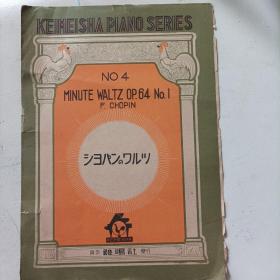 KEIMEISHA PIANO SERIES
NO 4
MINUTE WALTZ OP.64 No.1
F. CHOPIN
ショパンのワルツ